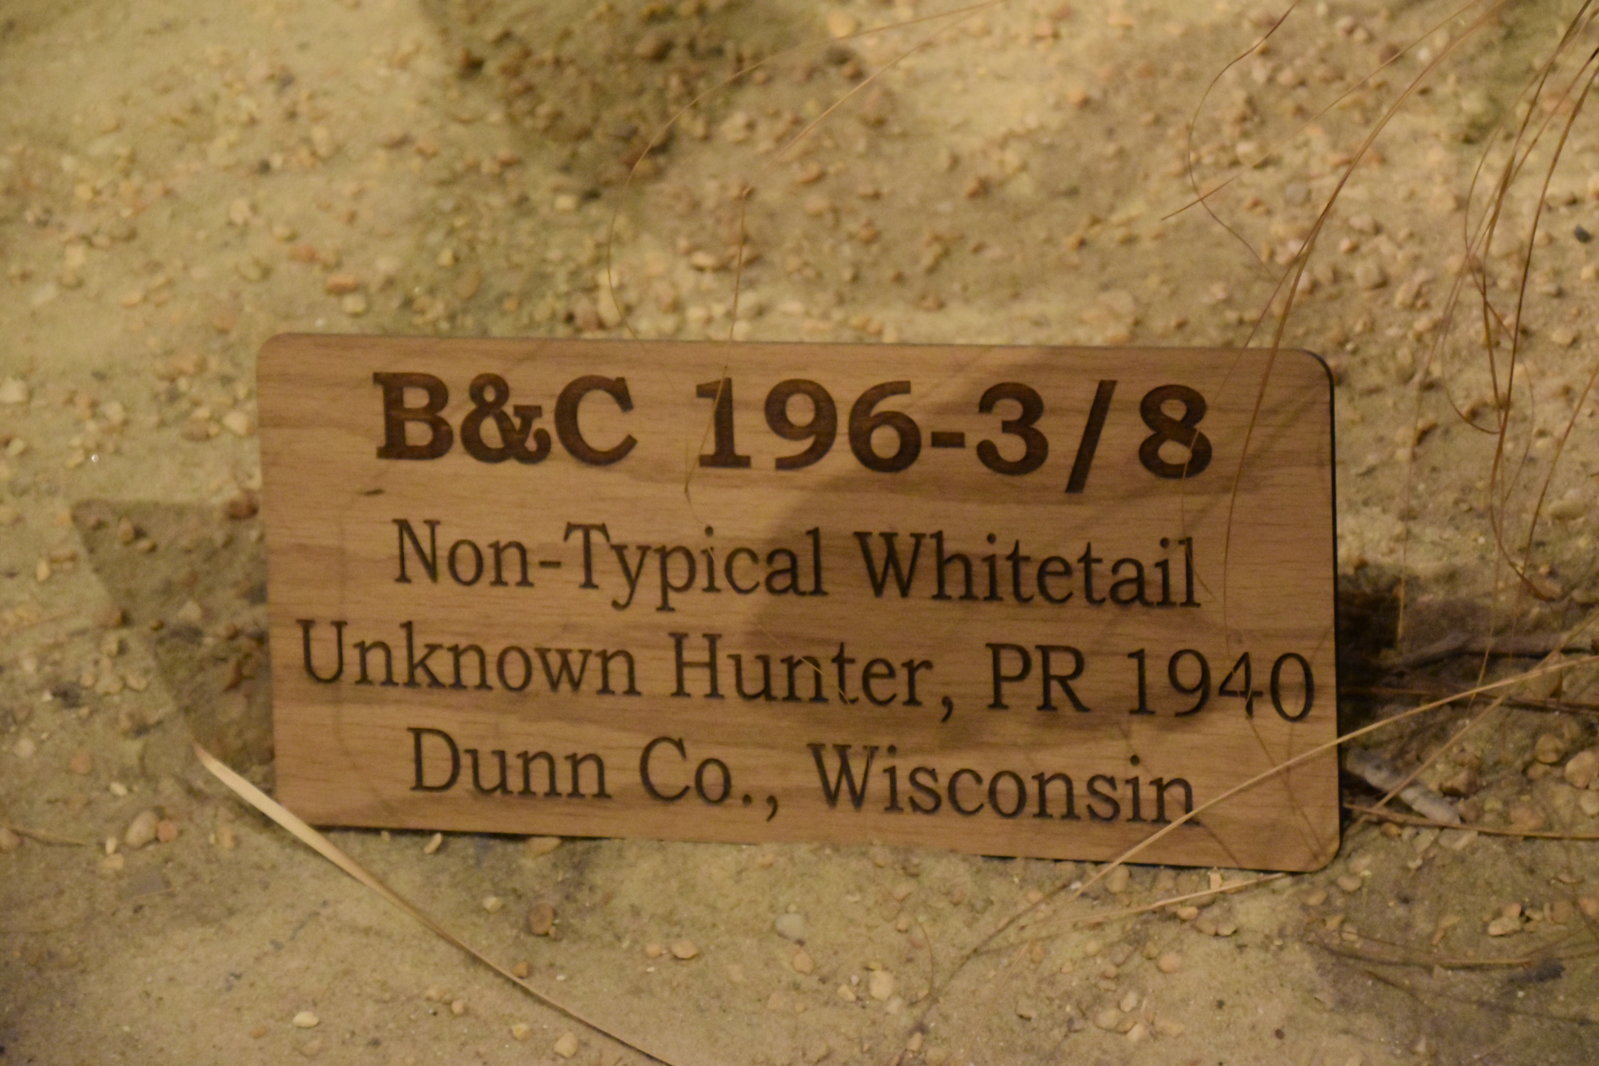 B&C 196-3/8
Non-Typical Whitetail
Unknown Hunter, PR 1940
Dunn Co., Wisconsin